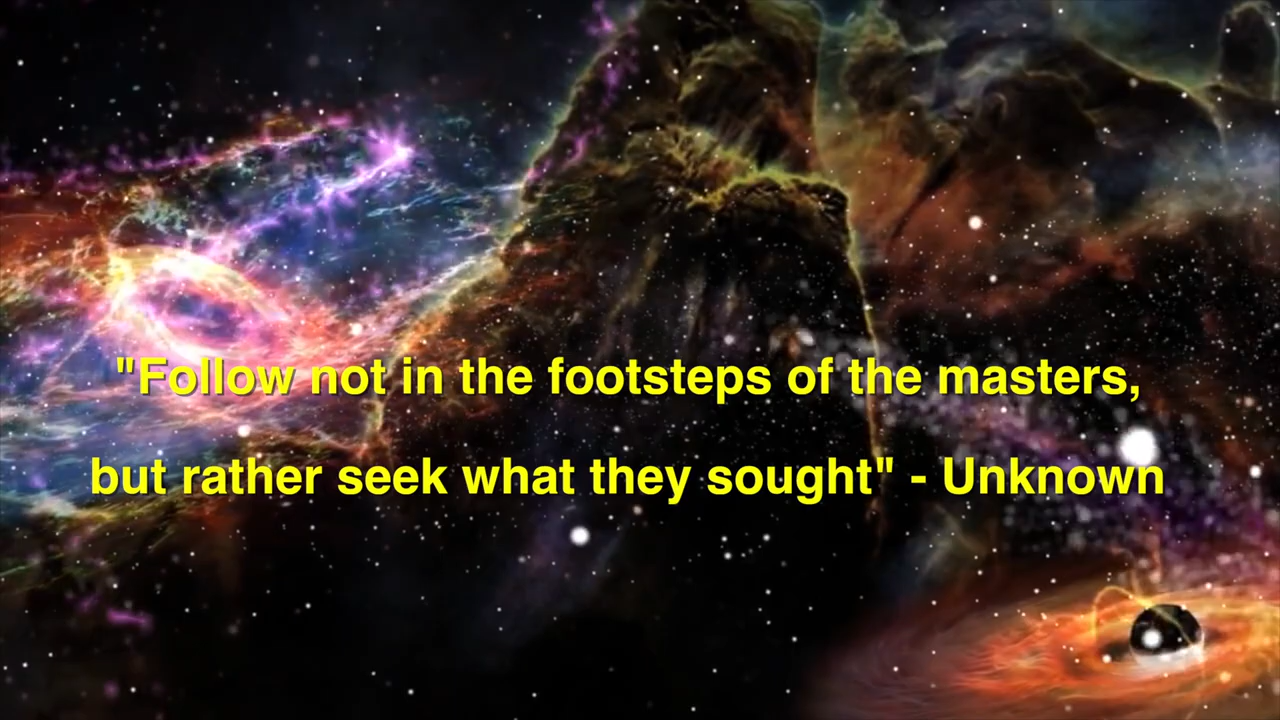 "Follow not in the footsteps of the masters,
but rather seek what they sought" - Unknown